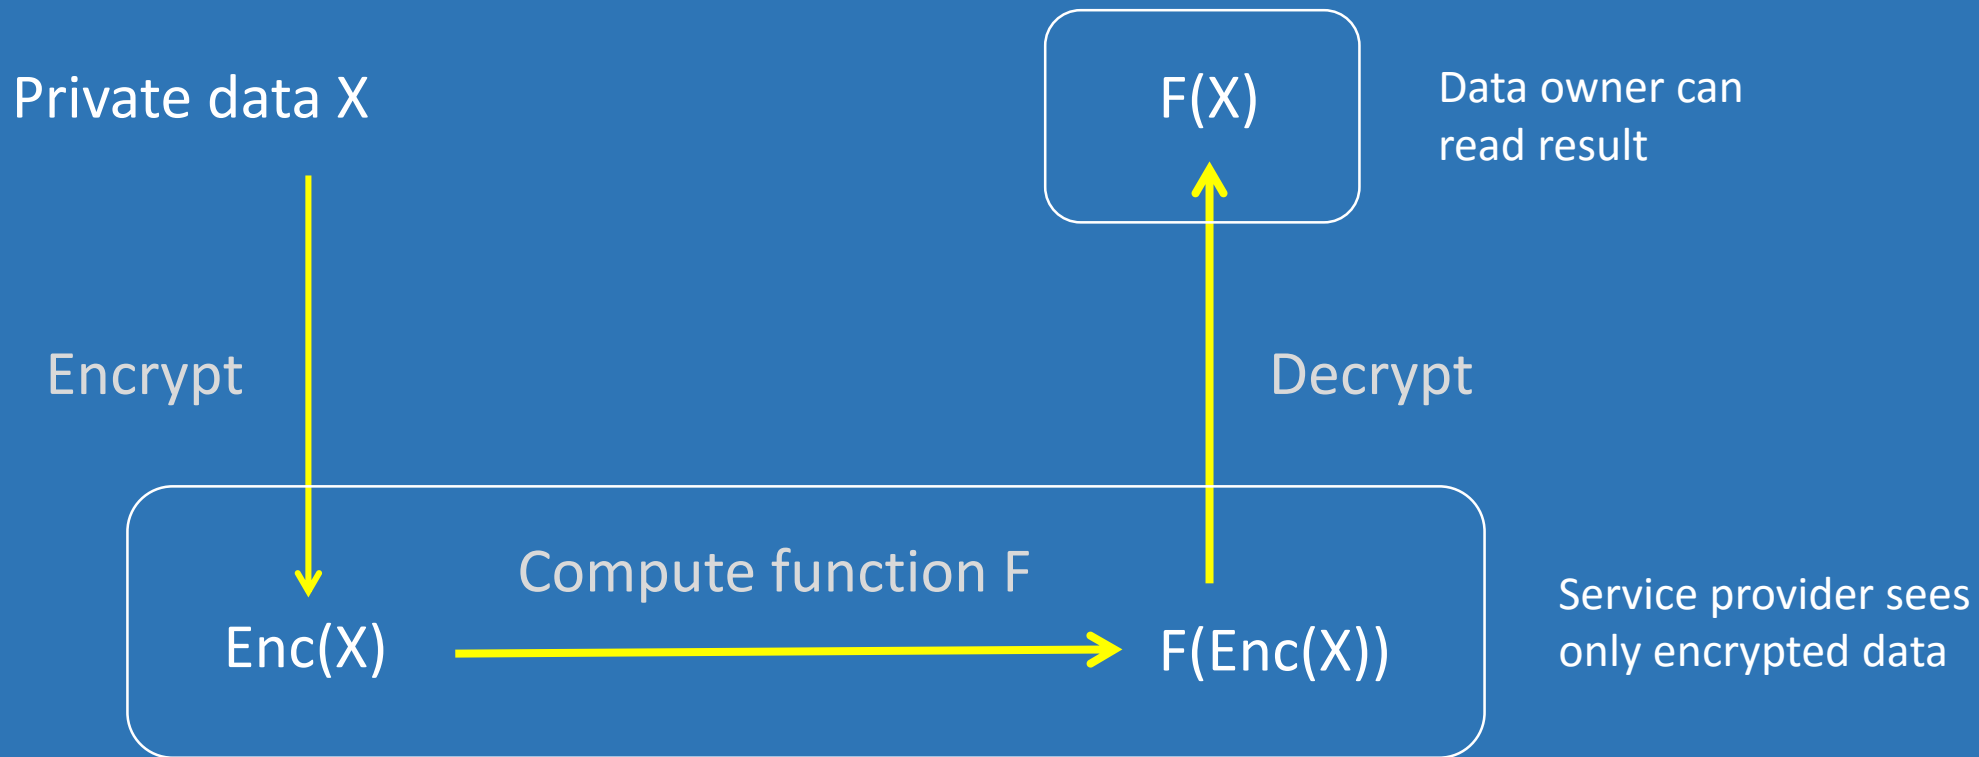 Private data X
F(X)
Data owner can
read result
Encrypt
Decrypt
Compute function F
Enc(X)
F(Enc(X))
Service provider sees
only encrypted data